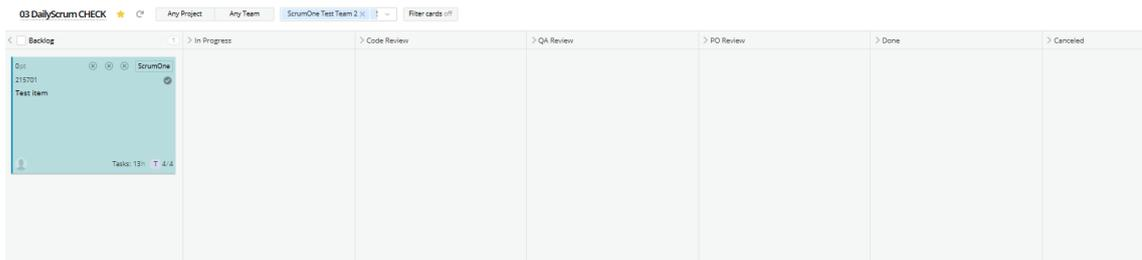 03 DailyScrum CHECK
Any Project
Any Team
ScrumOne Test Team 2
Filter cards off
Backlog
1
In Progress
Code Review
QA Review
PO Review
Done
Canceled
0pt
ScrumOne
215701
Test item
Tasks: 13h T 4/4